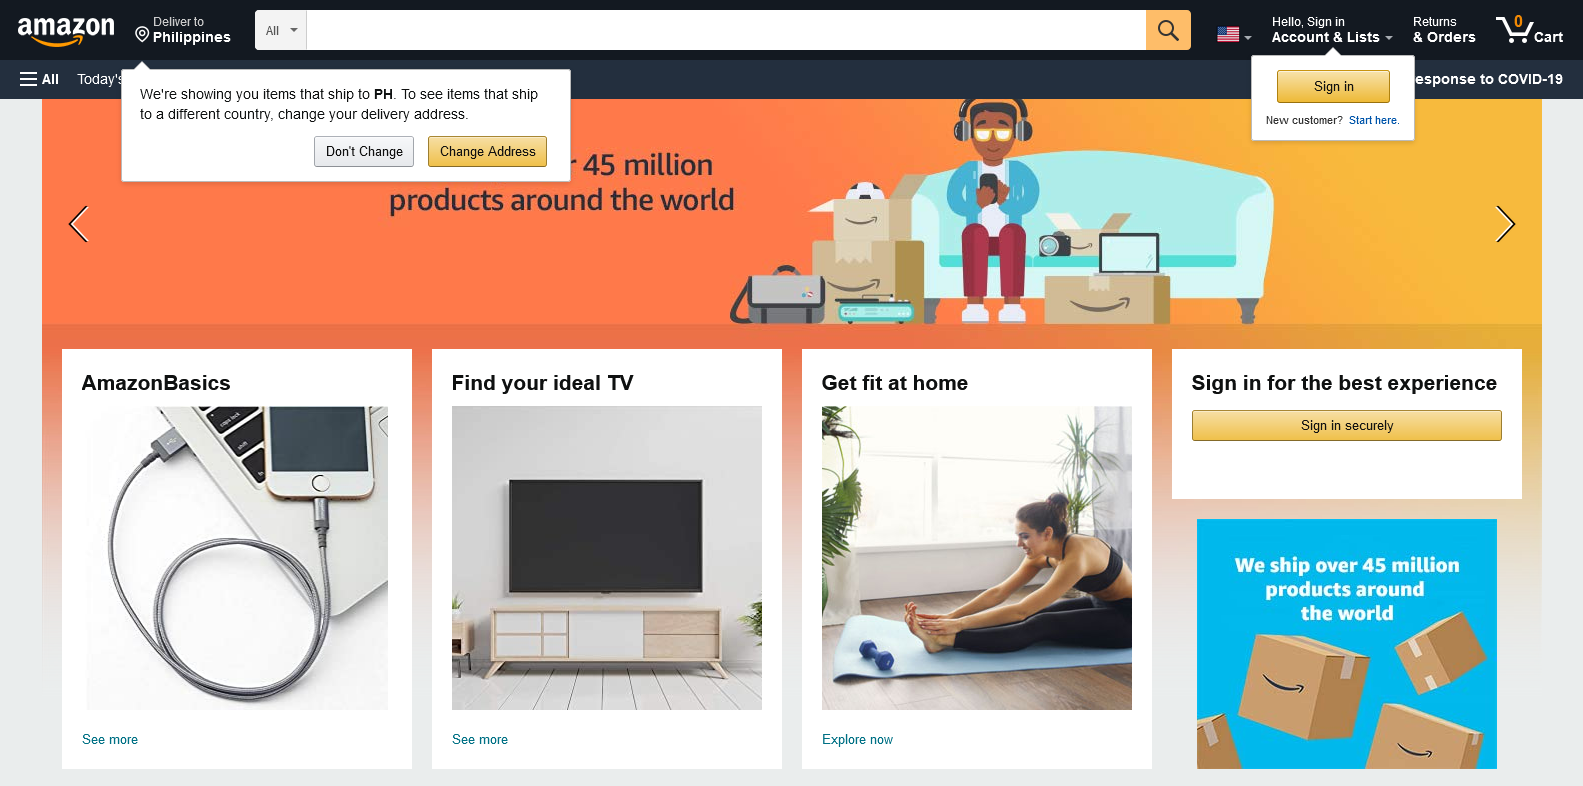 amazon
Deliver to
Philippines
All
Hello, Sign in
Account & Lists
Returns
& Orders
0
Cart
All
Today's
esponse to COVID-19
We're showing you items that ship to PH. To see items that ship
to a different country, change your delivery address.
Don't Change
Change Address
Sign in
New customer? Start here.
45 million
products around the world
AmazonBasics
See more
Find your ideal TV
See more
Get fit at home
Explore now
Sign in for the best experience
Sign in securely
We ship over 45 million
products around
the world